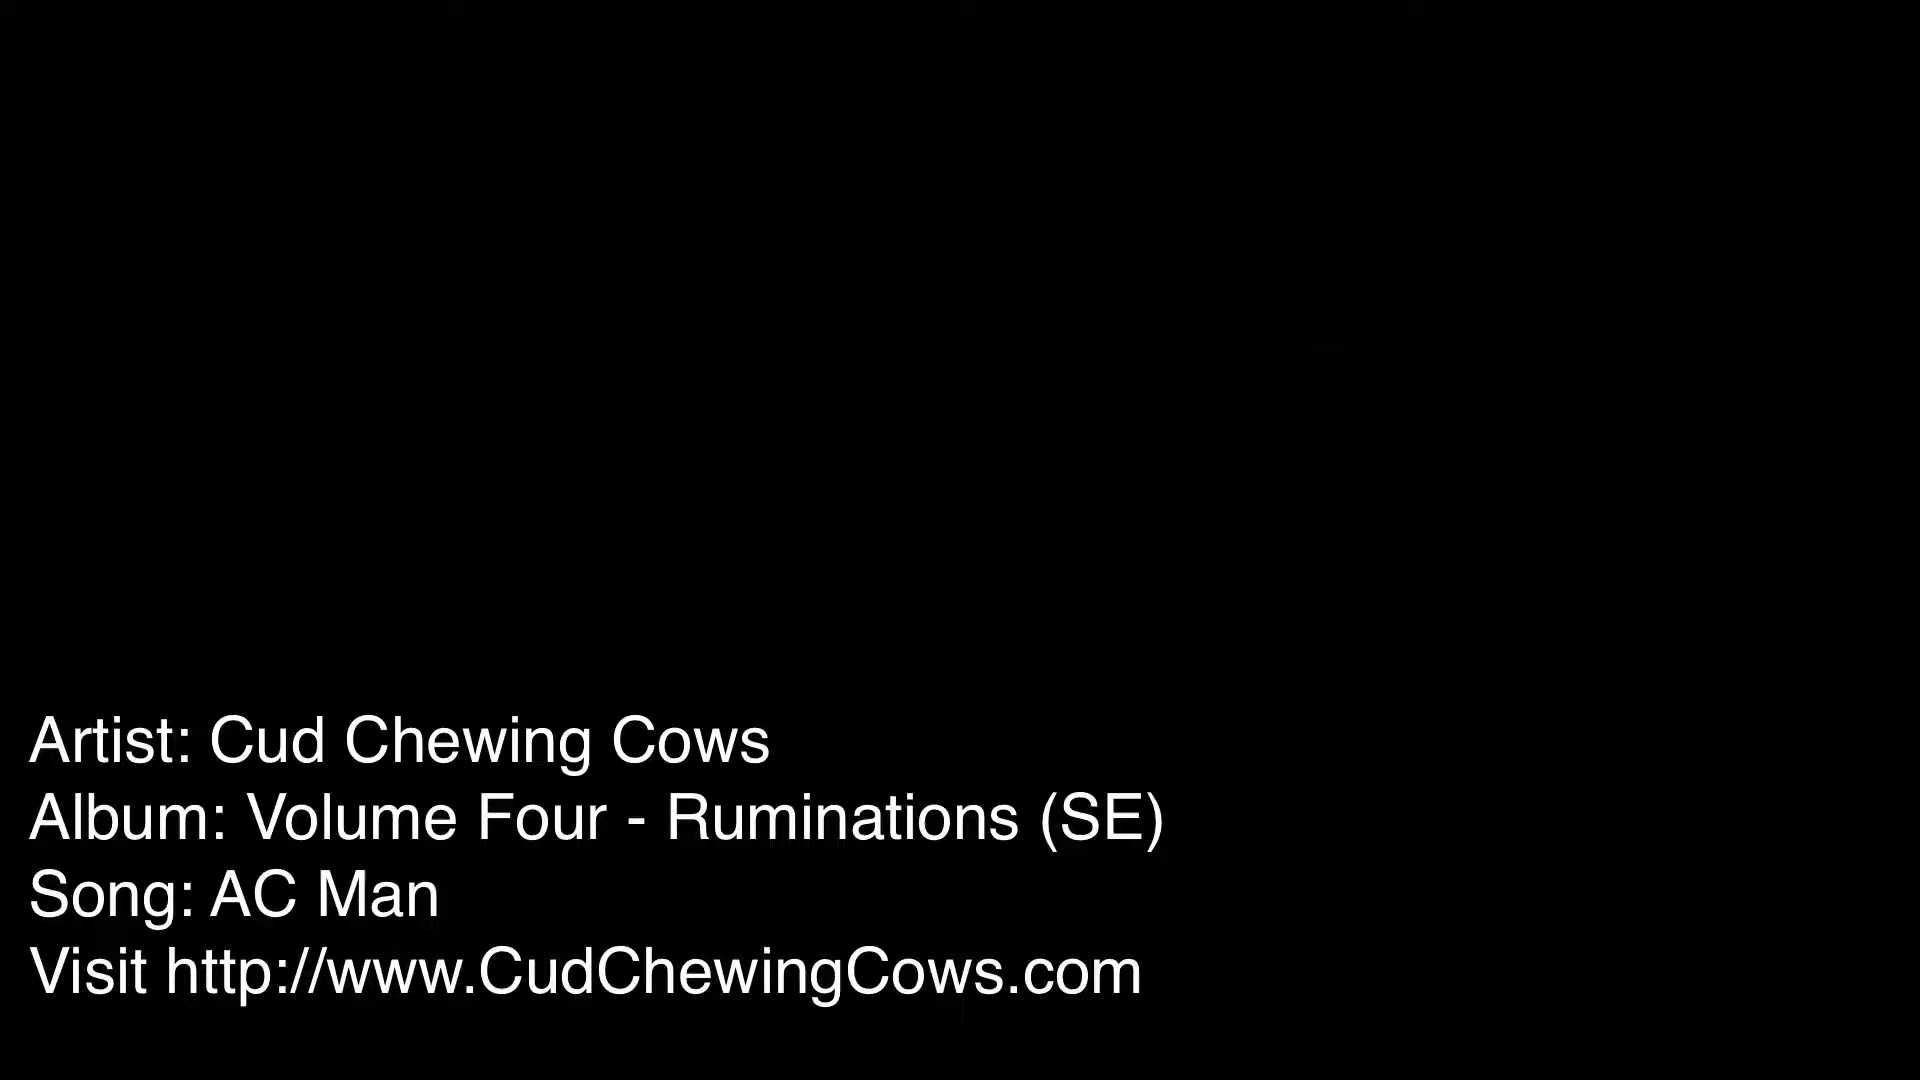 Artist: Cud Chewing Cows
Album: Volume Four - Ruminations (SE)
Song: AC Man
Visit http://www.CudChewingCows.com